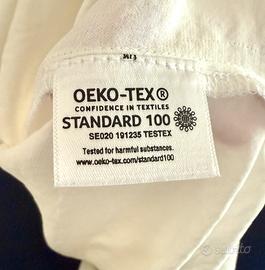 OEKO-TEX®
CONFIDENCE IN TEXTILES
STANDARD 100
SE020 191235 TESTEX
Tested for harmful substances.
www.oeko-tex.com/standard100
subito